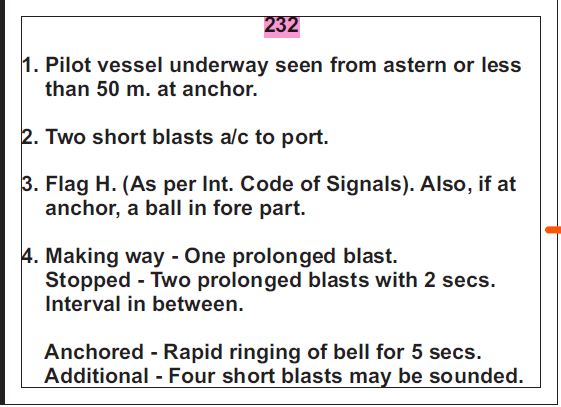 232
1. Pilot vessel underway seen from astern or less
than 50 m. at anchor.
2. Two short blasts a/c to port.
3. Flag H. (As per Int. Code of Signals). Also, if at
anchor, a ball in fore part.
4. Making way - One prolonged blast.
Stopped - Two prolonged blasts with 2 secs.
Interval in between.
Anchored - Rapid ringing of bell for 5 secs.
Additional - Four short blasts may be sounded.